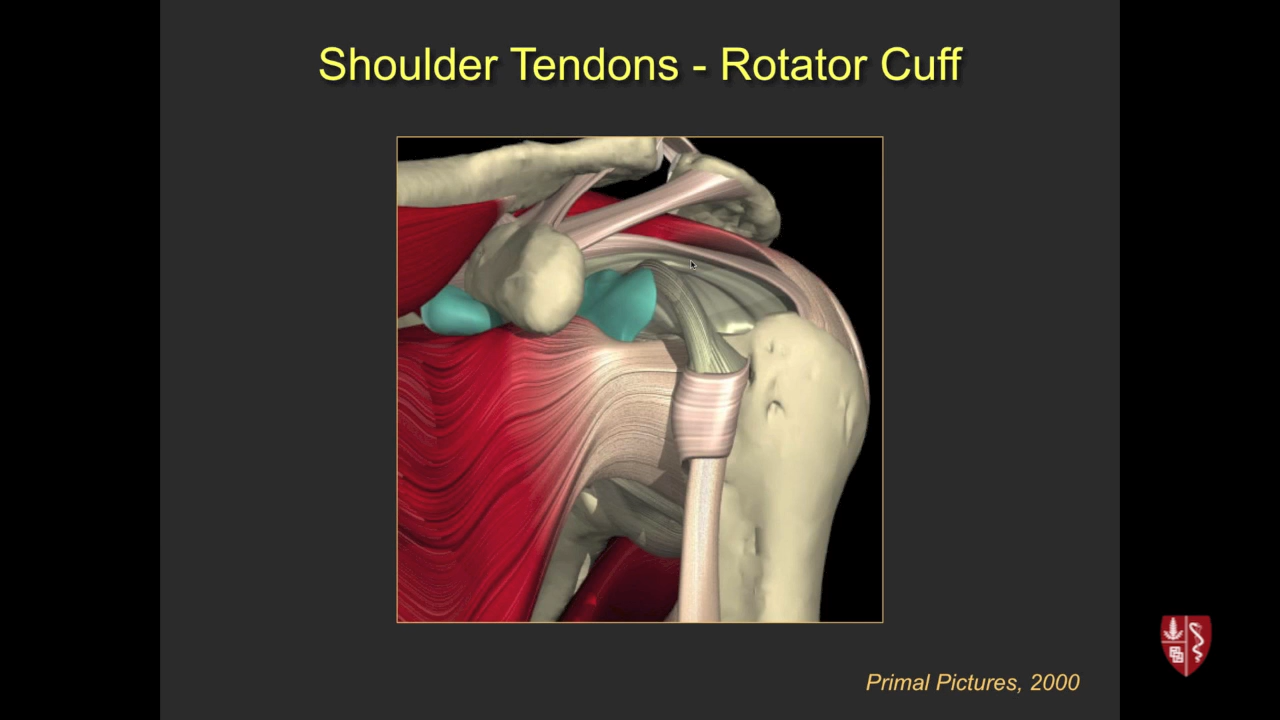 Shoulder Tendons - Rotator Cuff
Primal Pictures, 2000